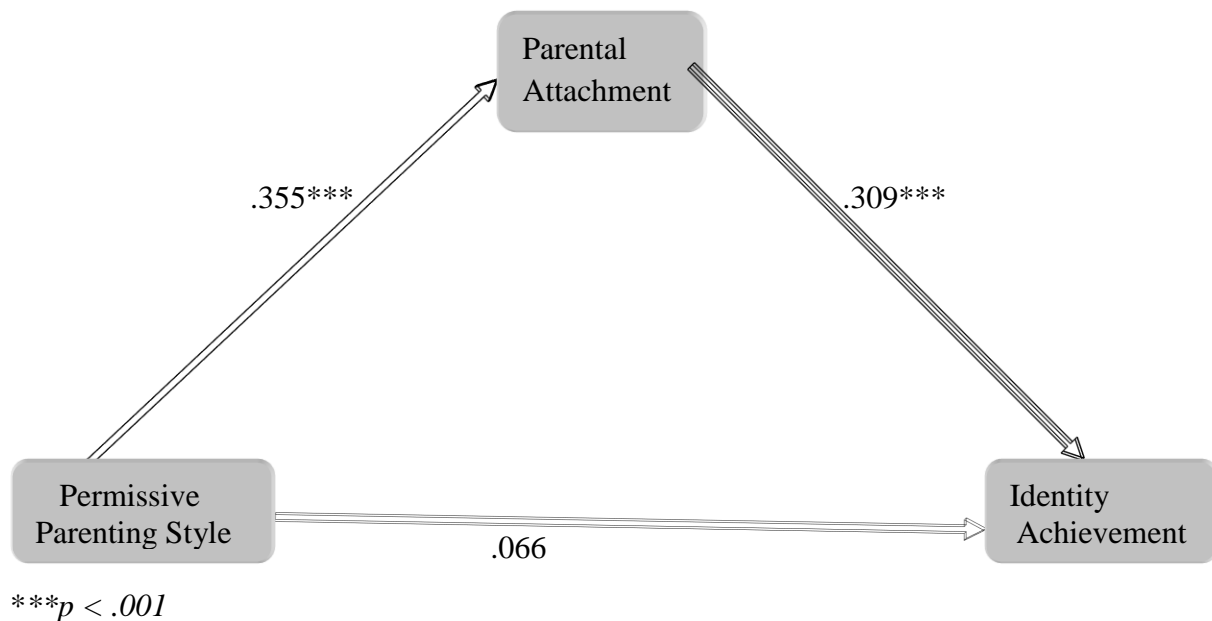 Parental
Attachment
.355***
.309***
Permissive
Parenting Style
Identity
Achievement
.066
***p < .001